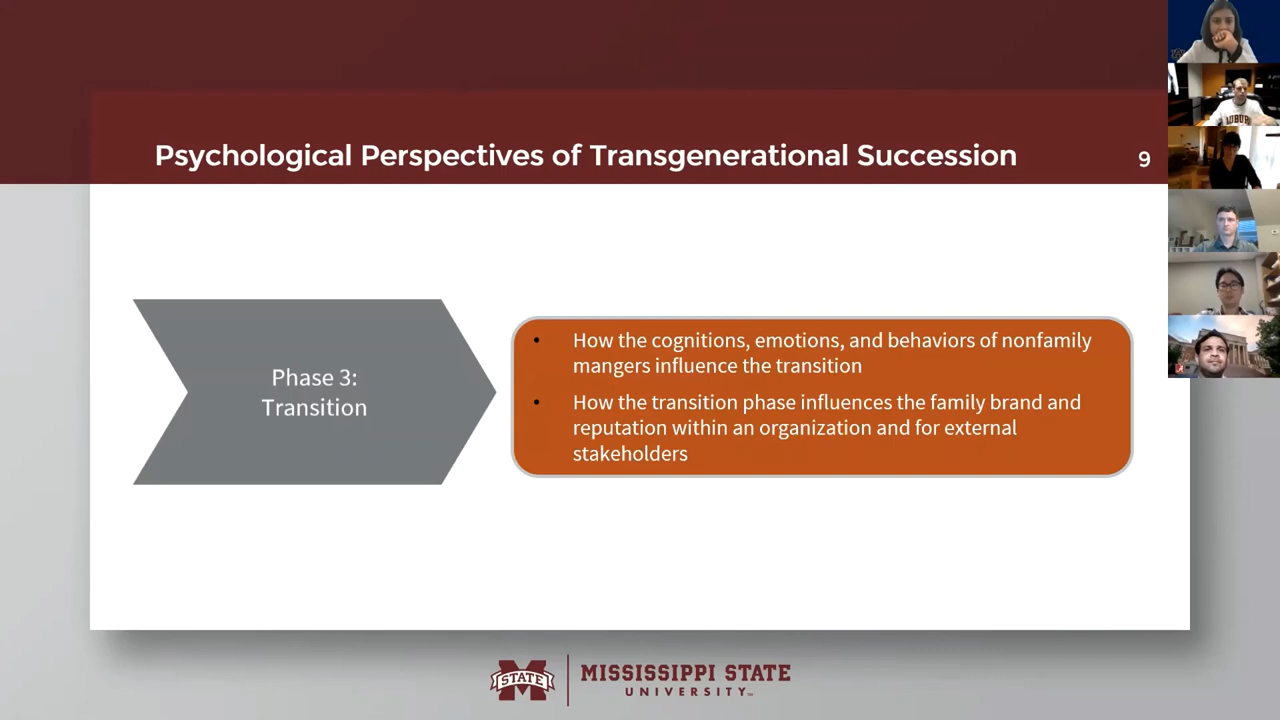 Psychological Perspectives of Transgenerational Succession
9
Phase 3:
Transition
• How the cognitions, emotions, and behaviors of nonfamily
mangers influence the transition
• How the transition phase influences the family brand and
reputation within an organization and for external
stakeholders
STATE
MISSISSIPPI STATE
UNIVERSITY
AUBUR